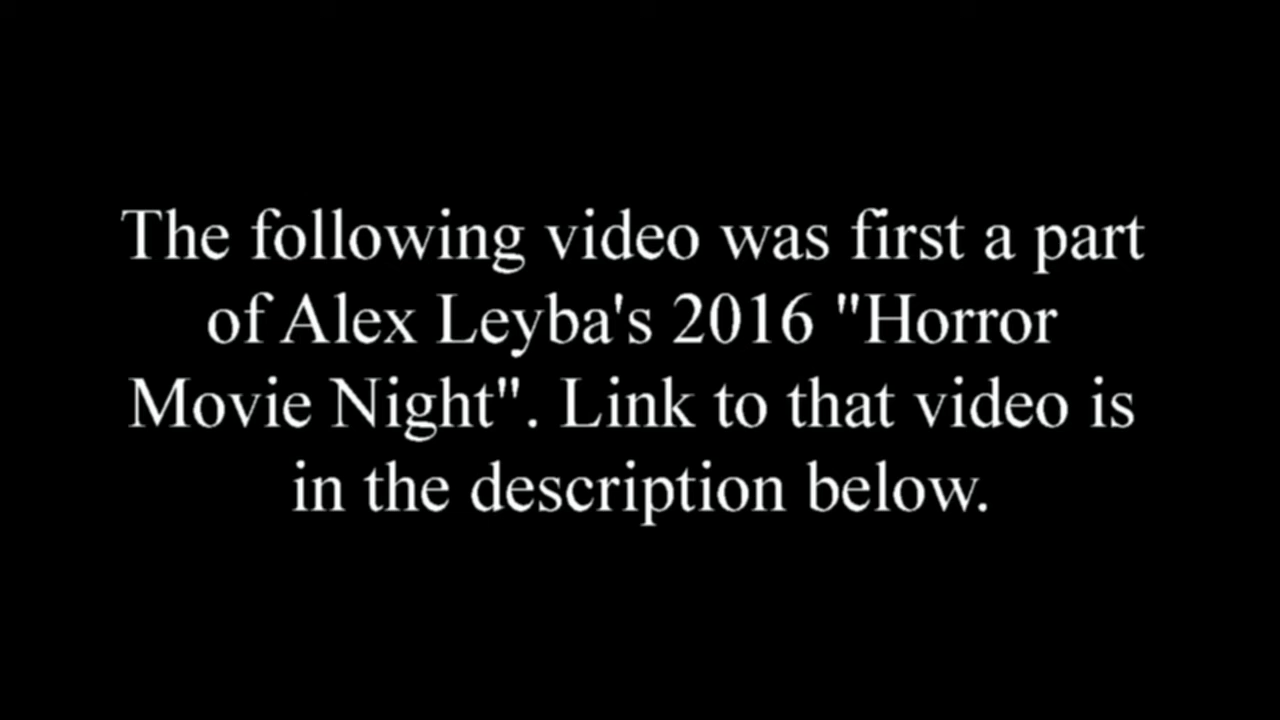 The following video was first a part
of Alex Leyba's 2016 "Horror
Movie Night". Link to that video is
in the description below.